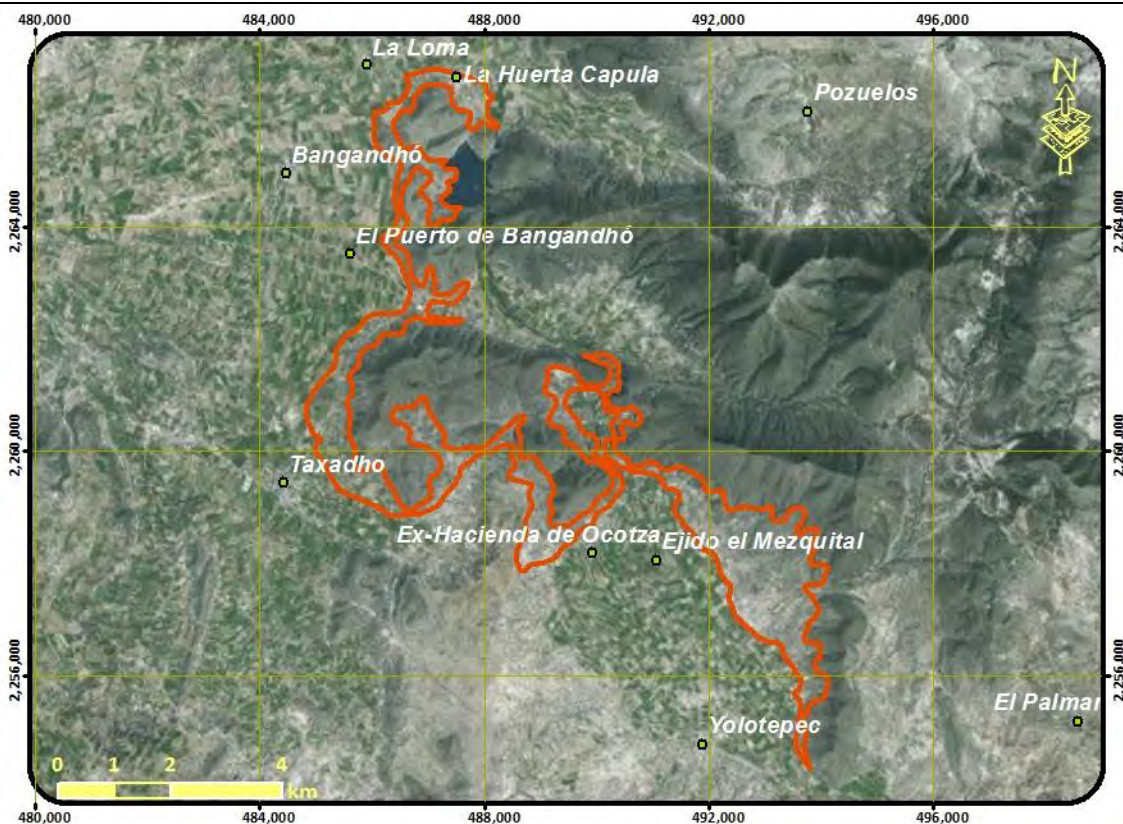 480,000 484,000 488,000 492,000 496,000
La Loma
La Huerta Capula
N
Pozuelos
Bangandhó
2,264,000 2,264,000
El Puerto de Bangandhó
2,260,000 2,260,000
Taxadho
Ex-Hacienda de Ocotza
Ejido el Mezquital
2,256,000 2,256,000
El Palmar
Yolotepec
0 1 2 4
km
480,000 484,000 488,000 492,000 496,000